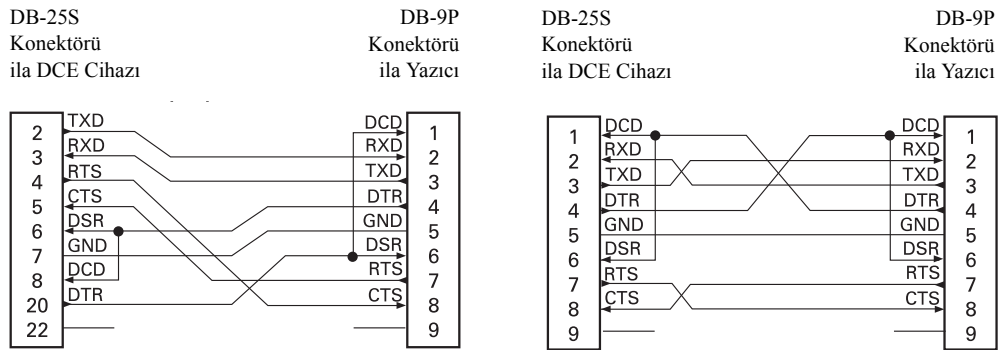 DB-25S
Konektörü
ila DCE Cihazı
DB-9P
Konektörü
ila Yazıcı
2 TXD
3 RXD
4 RTS
5 CTS
6 DSR
7 GND
8 DCD
20 DTR
22
DCD 1
RXD 2
TXD 3
DTR 4
GND 5
DSR 6
RTS 7
CTS 8
9
DB-25S
Konektörü
ila DCE Cihazı
DB-9P
Konektörü
ila Yazıcı
1 DCD
2 RXD
3 TXD
4 DTR
5 GND
6 DSR
7 RTS
8 CTS
9
DCD 1
RXD 2
TXD 3
DTR 4
GND 5
DSR 6
RTS 7
CTS 8
9